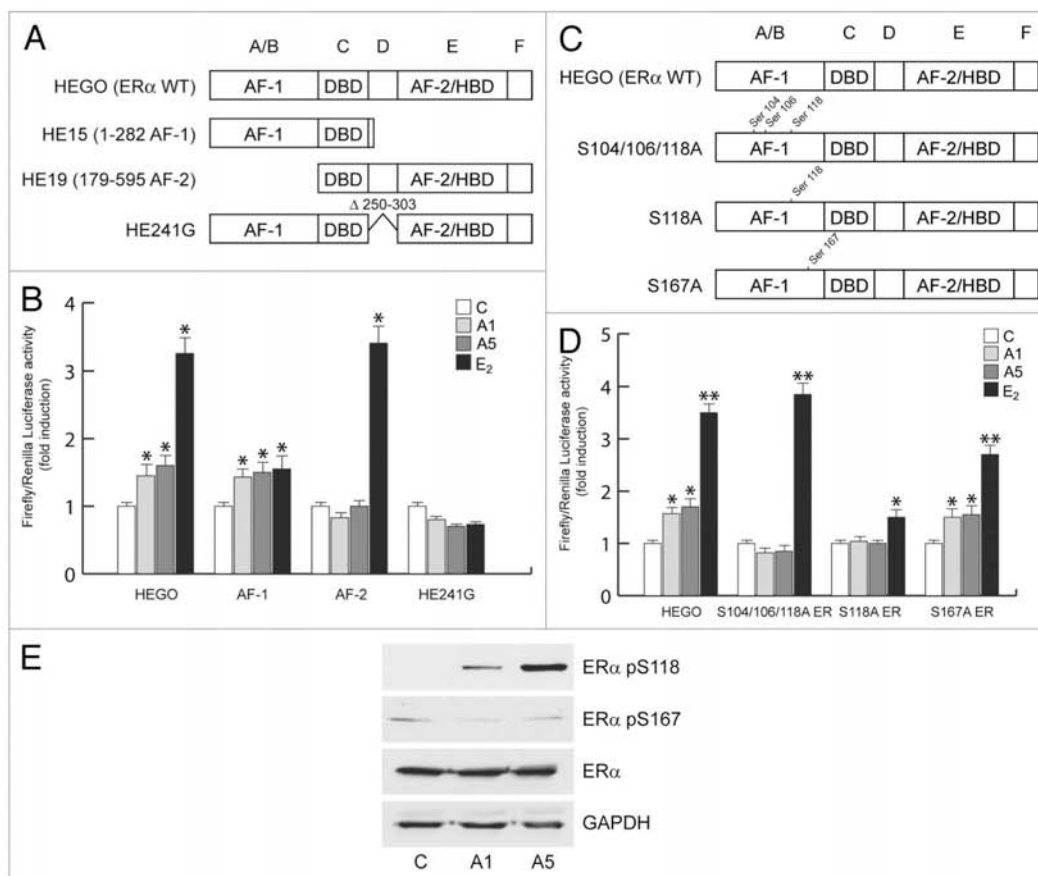 A
A/B C D E F
HEGO (ERα WT) AF-1 DBD AF-2/HBD
HE15 (1-282 AF-1) AF-1 DBD
HE19 (179-595 AF-2) DBD AF-2/HBD
Δ 250-303
HE241G AF-1 DBD AF-2/HBD
B
Firefly/Renilla Luciferase activity
(fold induction)
4
3
2
1
0
C
A1
A5
E2
* * *
* * *
*
HEGO AF-1 AF-2 HE241G
C
A/B C D E F
HEGO (ERα WT) AF-1 DBD AF-2/HBD
Ser 104 Ser 106 Ser 118
S104/106/118A AF-1 DBD AF-2/HBD
Ser 118
S118A AF-1 DBD AF-2/HBD
Ser 167
S167A AF-1 DBD AF-2/HBD
D
Firefly/Renilla Luciferase activity
(fold induction)
5
4
3
2
1
0
C
A1
A5
E2
* * **
**
*
* * **
HEGO S104/106/118A ER S118A ER S167A ER
E
ERα pS118
ERα pS167
ERα
GAPDH
C A1 A5